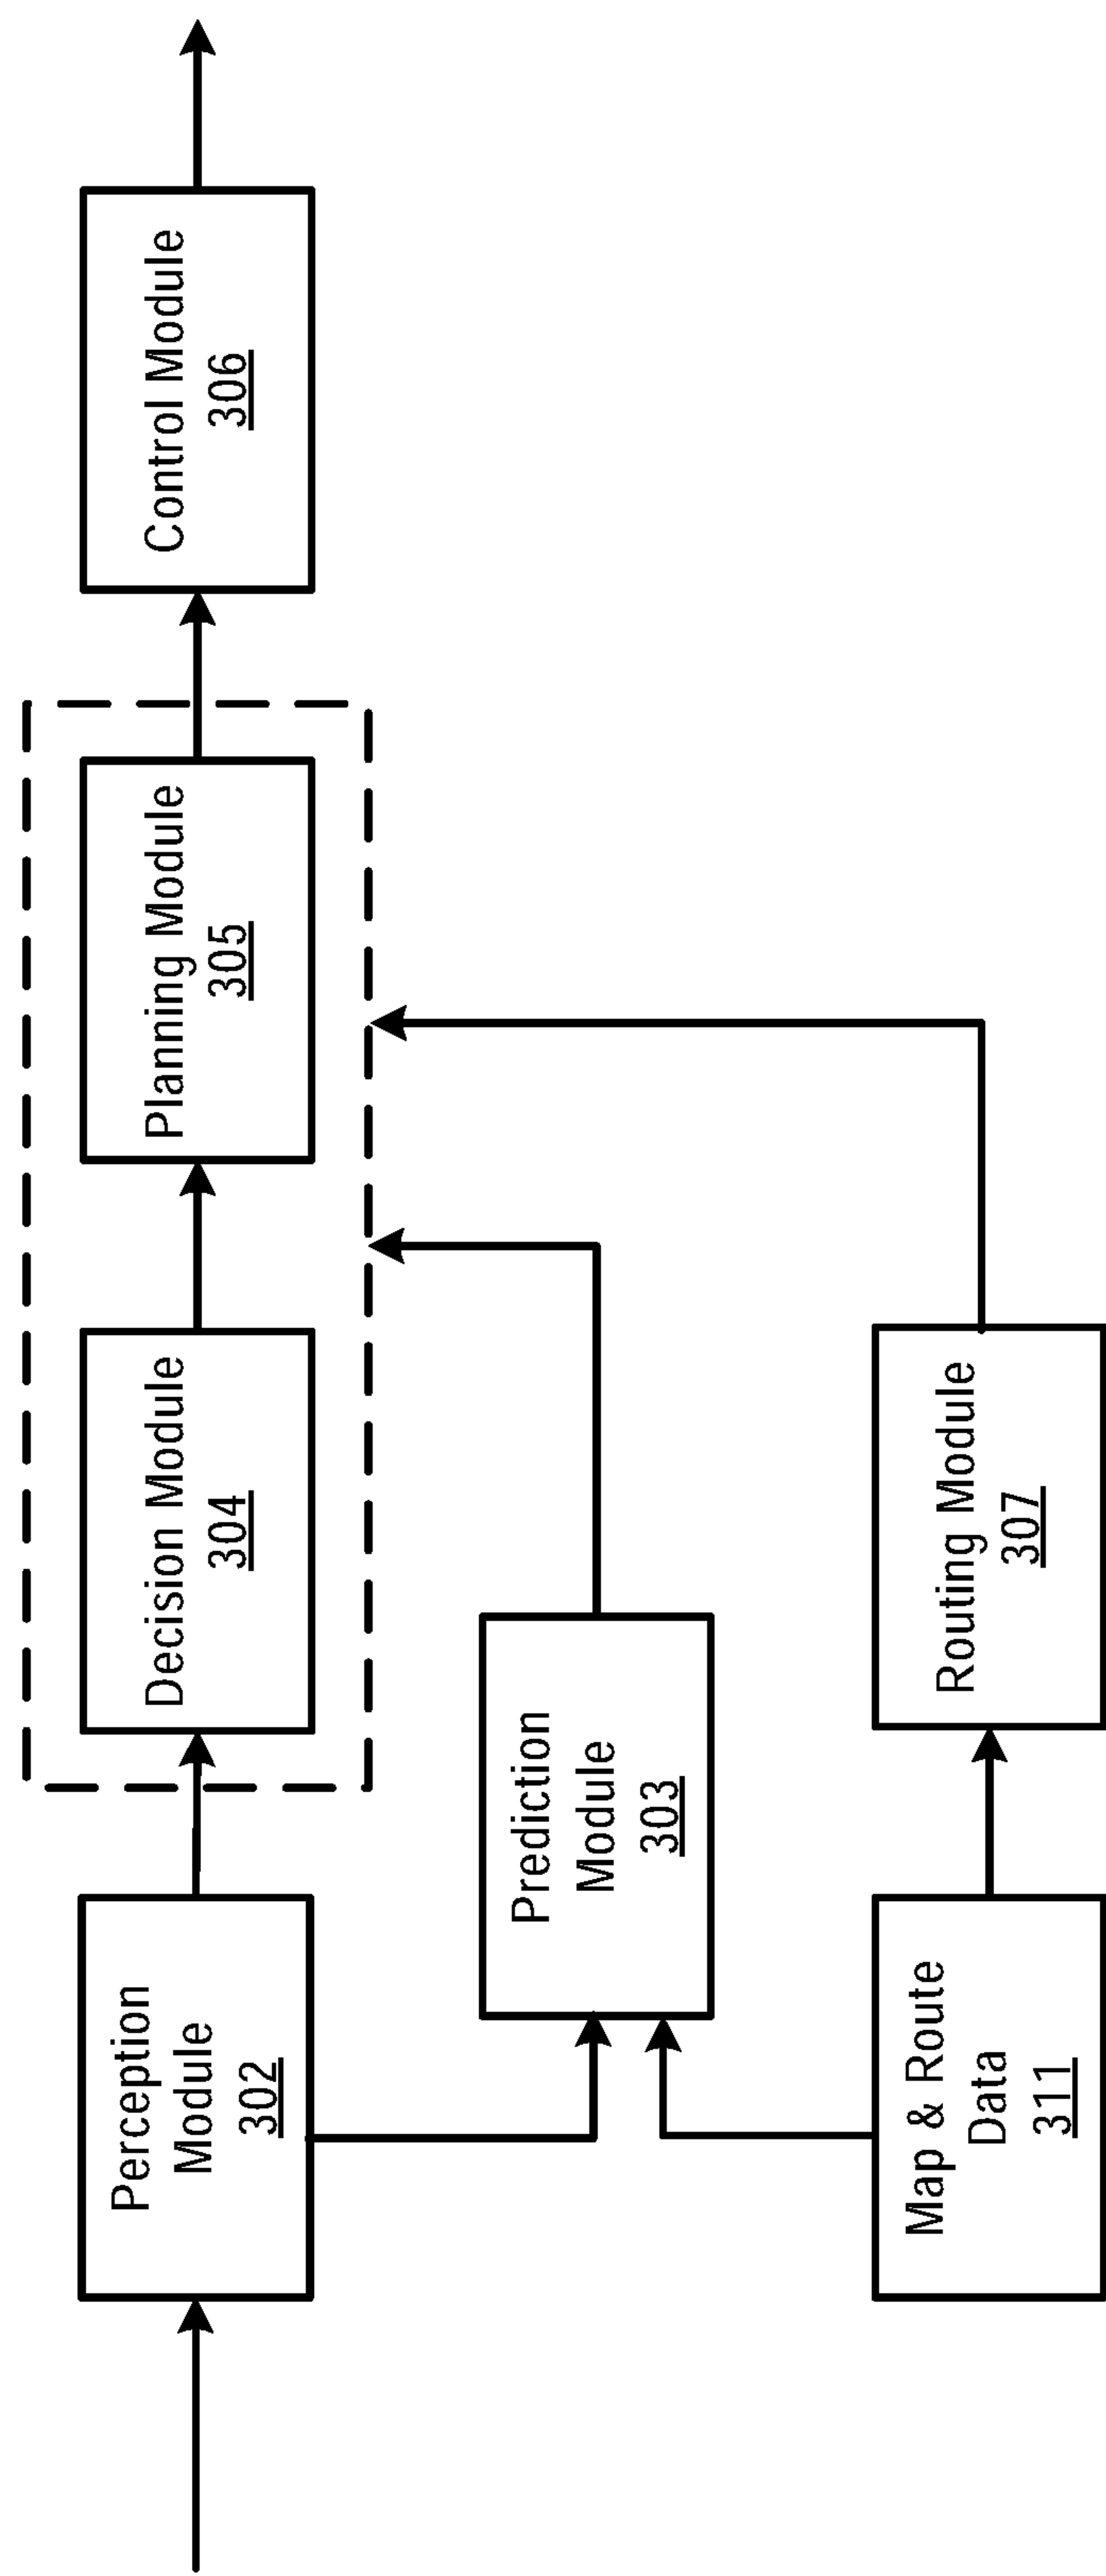 Perception
Module
302
Decision Module
304
Planning Module
305
Control Module
306
Prediction
Module
303
Map & Route
Data
311
Routing Module
307